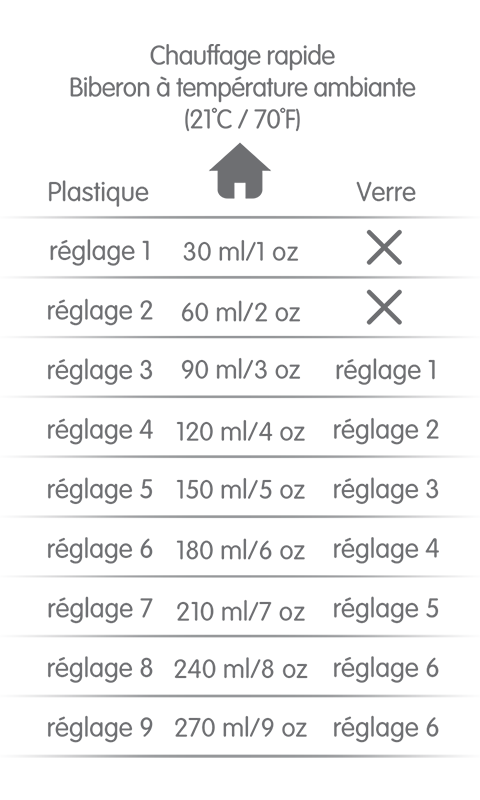 Chauffage rapide
Biberon à température ambiante
(21°C / 70°F)
Plastique Verre
réglage 1 30 ml/1 oz
réglage 2 60 ml/2 oz
réglage 3 90 ml/3 oz réglage 1
réglage 4 120 ml/4 oz réglage 2
réglage 5 150 ml/5 oz réglage 3
réglage 6 180 ml/6 oz réglage 4
réglage 7 210 ml/7 oz réglage 5
réglage 8 240 ml/8 oz réglage 6
réglage 9 270 ml/9 oz réglage 6